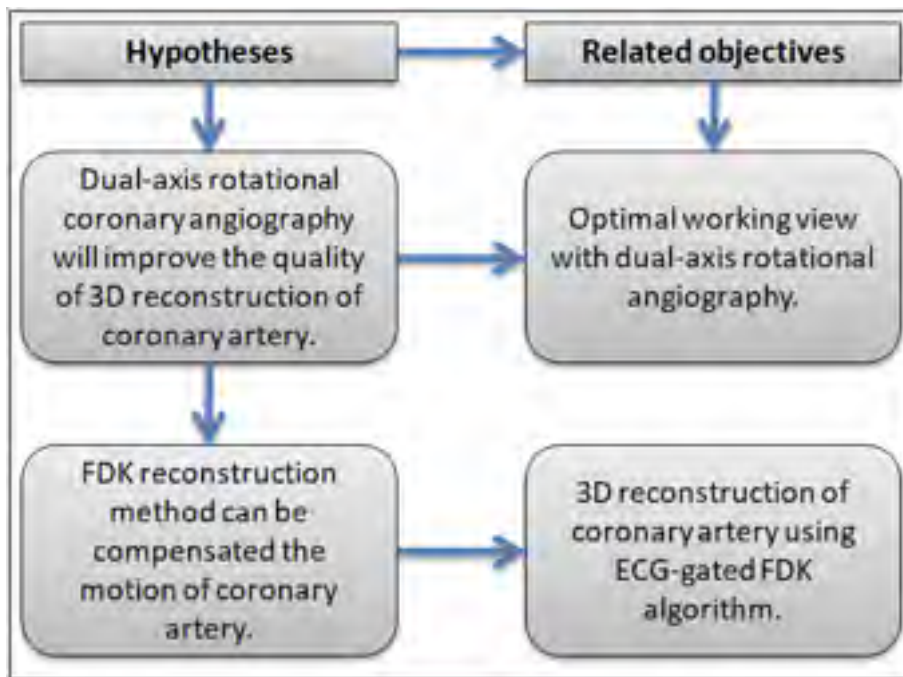 Hypotheses
Related objectives
Dual-axis rotational
coronary angiography
will improve the quality
of 3D reconstruction of
coronary artery.
Optimal working view
with dual-axis rotational
angiography.
FDK reconstruction
method can be
compensated the
motion of coronary
artery.
3D reconstruction of
coronary artery using
ECG-gated FDK
algorithm.